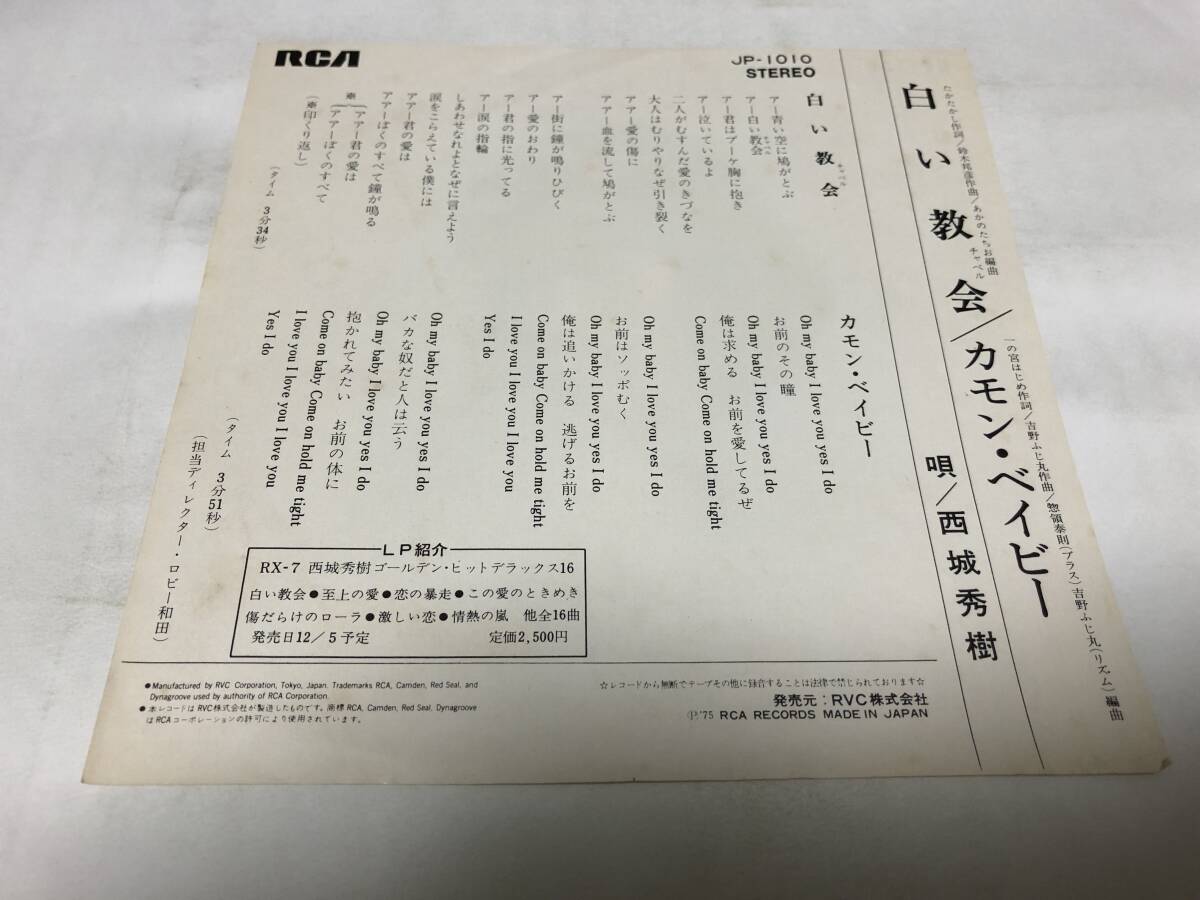 RCA
JP-1010
STEREO
たかたかし作詞/鈴木邦彦作曲/あかのたちお編曲
チャペル
白い教会/カモン・ベイビー
一の宮はじめ作詞/吉野ふじ丸作曲/惣領泰則(ブラス)吉野ふじ丸(リズム)編曲
唄/西城秀樹
白い教会
チャペル
アー青い空に鳩がとぶ
アー白い教会
チャペル
アー君はブーケ胸に抱き
アー泣いているよ
二人がむすんだ愛のきづなを
大人はむりやりなぜ引き裂く
アアー愛の傷に
アアー血を流して鳩がとぶ
アー街に鐘が鳴りひびく
アー愛のおわり
アー君の指に光ってる
アー涙の指輪
しあわせなれよとなぜに言えよう
涙をこらえている僕には
アアー君の愛は
アアーぼくのすべて鐘が鳴る
※{アアー君の愛は
アアーぼくのすべて
(※印くり返し)
(タイム 3分34秒)
カモン・ベイビー
Oh my baby I love you yes I do
お前のその瞳
Oh my baby I love you yes I do
俺は求める お前を愛してるぜ
Come on baby Come on hold me tight
Oh my baby I love you yes I do
お前はソッポむく
Oh my baby I love you yes I do
俺は追いかける 逃げるお前を
Come on baby Come on hold me tight
I love you I love you I love you
Yes I do
Oh my baby I love you yes I do
バカな奴だと人は云う
Oh my baby I love you yes I do
抱かれてみたい お前の体に
Come on baby Come on hold me tight
I love you I love you I love you
Yes I do
(タイム 3分51秒)
(担当ディレクター・ロビー和田)
LP紹介
RX-7 西城秀樹ゴールデン・ヒットデラックス16
白い教会●至上の愛●恋の暴走●この愛のときめき
傷だらけのローラ●激しい恋●情熱の嵐 他全16曲
発売日12/5予定 定価2,500円
●Manufactured by RVC Corporation, Tokyo, Japan. Trademarks RCA, Camden, Red Seal, and
Dynagroove used by authority of RCA Corporation.
●本レコードはRVC株式会社が製造したものです。商標RCA, Camden, Red Seal, Dynagroove
はRCAコーポレーションの許可により使用されています。
☆レコードから無断でテープその他に録音することは法律で禁じられております☆
発売元:RVC株式会社
Ⓟ'75 RCA RECORDS MADE IN JAPAN